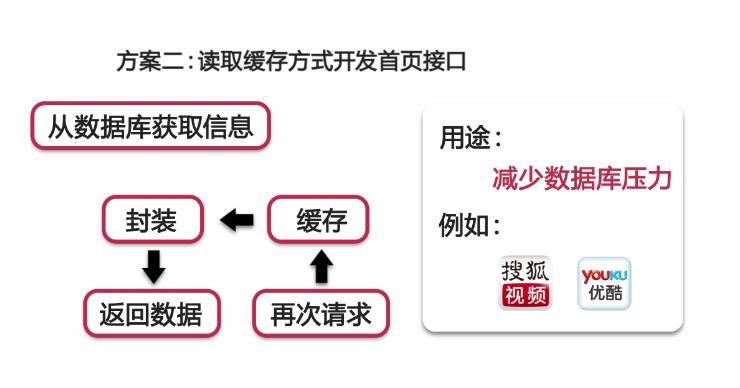 方案二:读取缓存方式开发首页接口
从数据库获取信息
用途:
减少数据库压力
封装
缓存
例如:
搜狐
视频
YOUKU
优酷
返回数据
再次请求